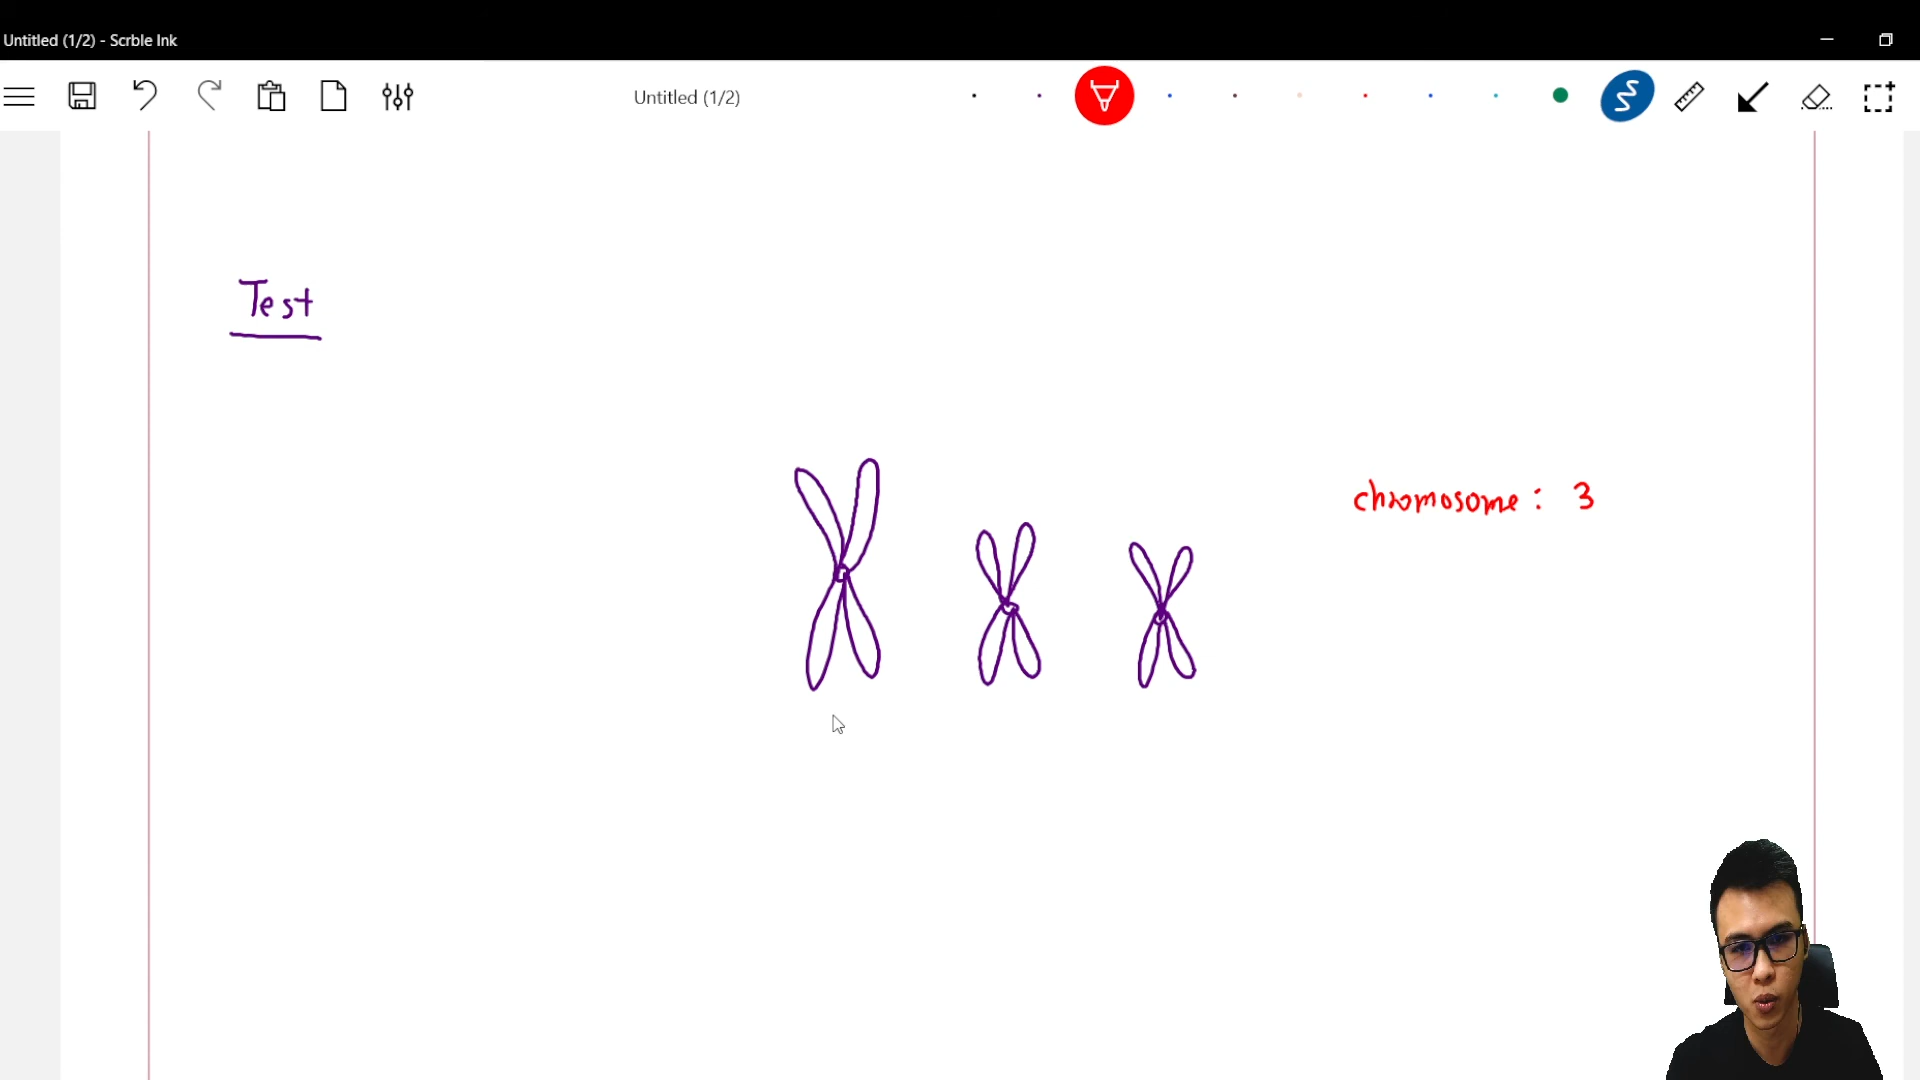 Untitled (1/2) - Scrble Ink
Untitled (1/2)
Test
chromosome: 3